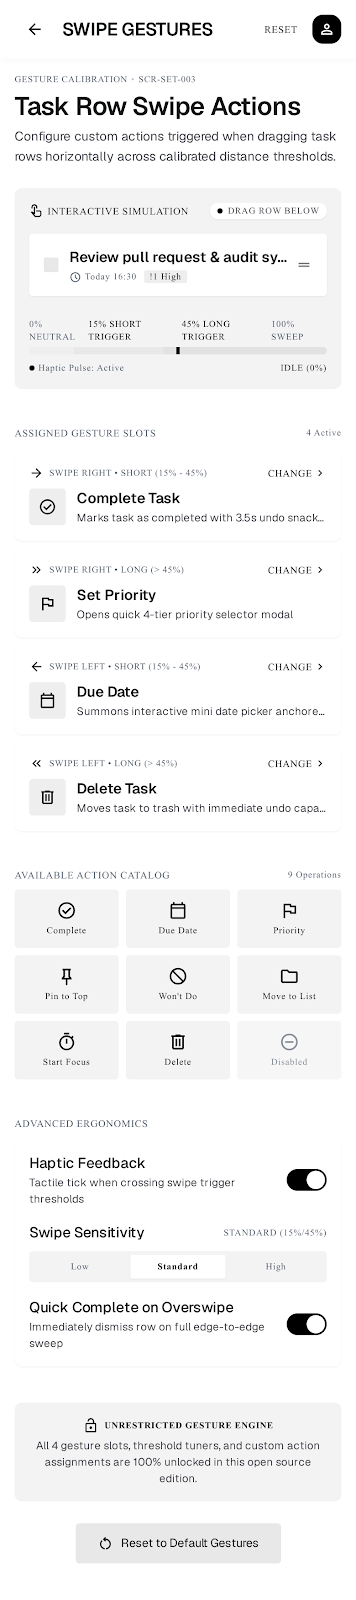 SWIPE GESTURES
RESET
GESTURE CALIBRATION • SCR-SET-003
Task Row Swipe Actions
Configure custom actions triggered when dragging task
rows horizontally across calibrated distance thresholds.
INTERACTIVE SIMULATION
DRAG ROW BELOW
Review pull request & audit sy...
Today 16:30
!1 High
0%
NEUTRAL
15% SHORT
TRIGGER
45% LONG
TRIGGER
100%
SWEEP
Haptic Pulse: Active
IDLE (0%)
ASSIGNED GESTURE SLOTS
4 Active
SWIPE RIGHT • SHORT (15% - 45%)
CHANGE
Complete Task
Marks task as completed with 3.5s undo snack...
SWIPE RIGHT • LONG (> 45%)
CHANGE
Set Priority
Opens quick 4-tier priority selector modal
SWIPE LEFT • SHORT (15% - 45%)
CHANGE
Due Date
Summons interactive mini date picker anchore...
SWIPE LEFT • LONG (> 45%)
CHANGE
Delete Task
Moves task to trash with immediate undo capa...
AVAILABLE ACTION CATALOG
9 Operations
Complete
Due Date
Priority
Pin to Top
Won't Do
Move to List
Start Focus
Delete
Disabled
ADVANCED ERGONOMICS
Haptic Feedback
Tactile tick when crossing swipe trigger
thresholds
Swipe Sensitivity
STANDARD (15%/45%)
Low
Standard
High
Quick Complete on Overswipe
Immediately dismiss row on full edge-to-edge
sweep
UNRESTRICTED GESTURE ENGINE
All 4 gesture slots, threshold tuners, and custom action
assignments are 100% unlocked in this open source
edition.
Reset to Default Gestures